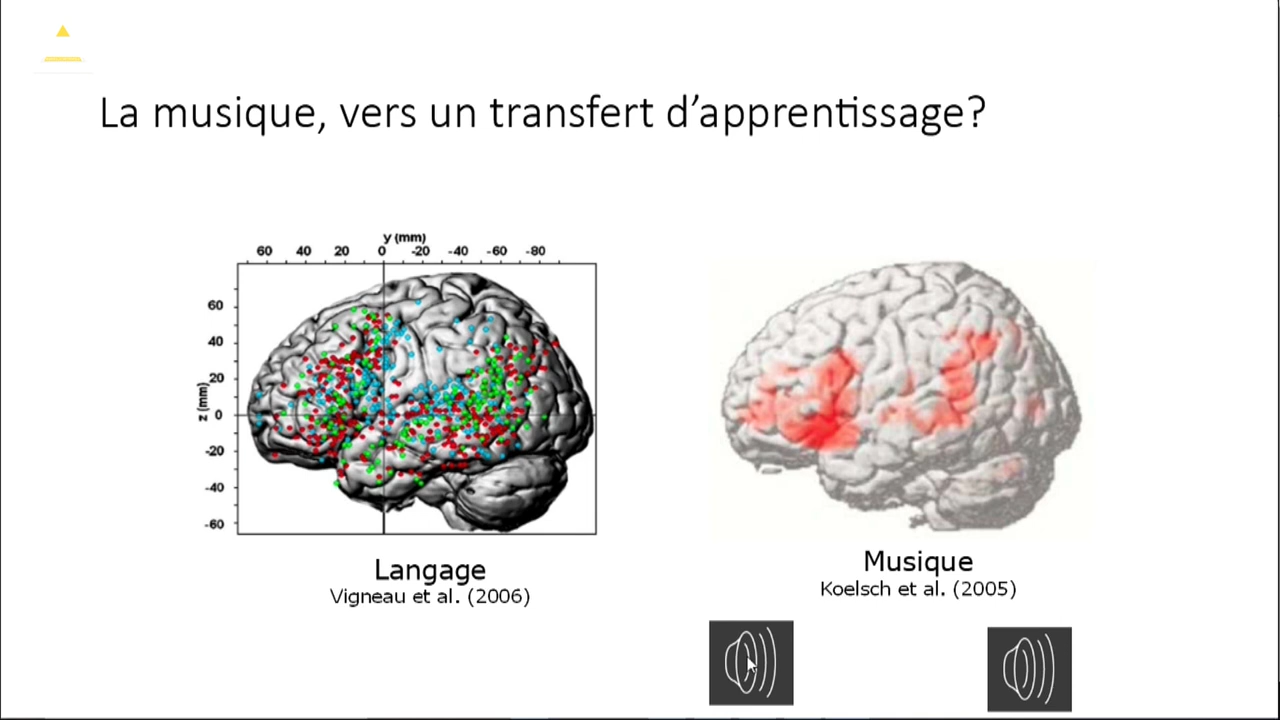 La musique, vers un transfert d’apprentissage?
y (mm)
60 40 20 0 -20 -40 -60 -80
z (mm)
60
40
20
0
-20
-40
-60
Langage
Vigneau et al. (2006)
Musique
Koelsch et al. (2005)